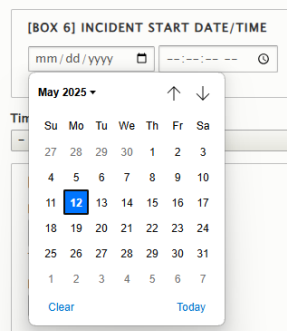 [BOX 6] INCIDENT START DATE/TIME
mm/dd/yyyy --:--:-- --
May 2025
Su Mo Tu We Th Fr Sa
27 28 29 30 1 2 3
4 5 6 7 8 9 10
11 12 13 14 15 16 17
18 19 20 21 22 23 24
25 26 27 28 29 30 31
1 2 3 4 5 6 7
Clear Today